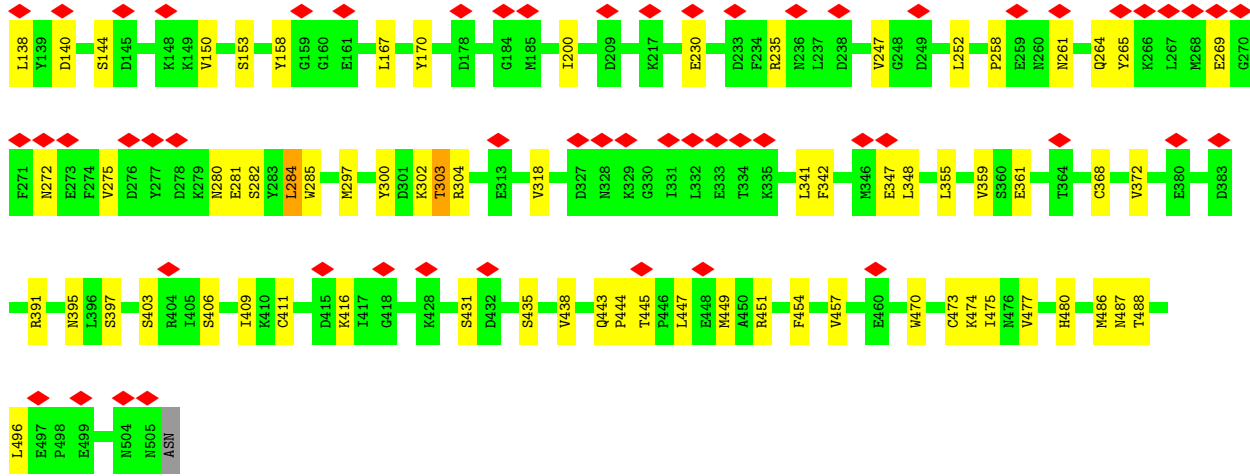 L138 Y139 D140 S144 D145 K148 K149 V150 S153 Y158 G159 G160 E161 L167 Y170 D178 G184 M185 I200 D209 K217 E230 D233 F234 R235 N236 L237 D238 V247 G248 D249 L252 P258 E259 N260 N261 Q264 Y265 K266 L267 M268 E269 G270
F271 N272 E273 F274 V275 D276 Y277 D278 K279 N280 E281 S282 Y283 L284 W285 M297 Y300 D301 K302 T303 R304 E313 V318 D327 N328 K329 G330 I331 L332 E333 T334 K335 L341 F342 M346 E347 L348 L355 V359 S360 E361 T364 C368 V372 E380 D383
R391 N395 L396 S397 S403 R404 I405 S406 I409 K410 C411 D415 K416 I417 G418 K428 S431 D432 S435 V438 Q443 P444 T445 P446 L447 E448 M449 A450 R451 F454 V457 E460 W470 C473 K474 I475 N476 V477 H480 M486 N487 T488
L496 E497 P498 E499 N504 N505 ASN